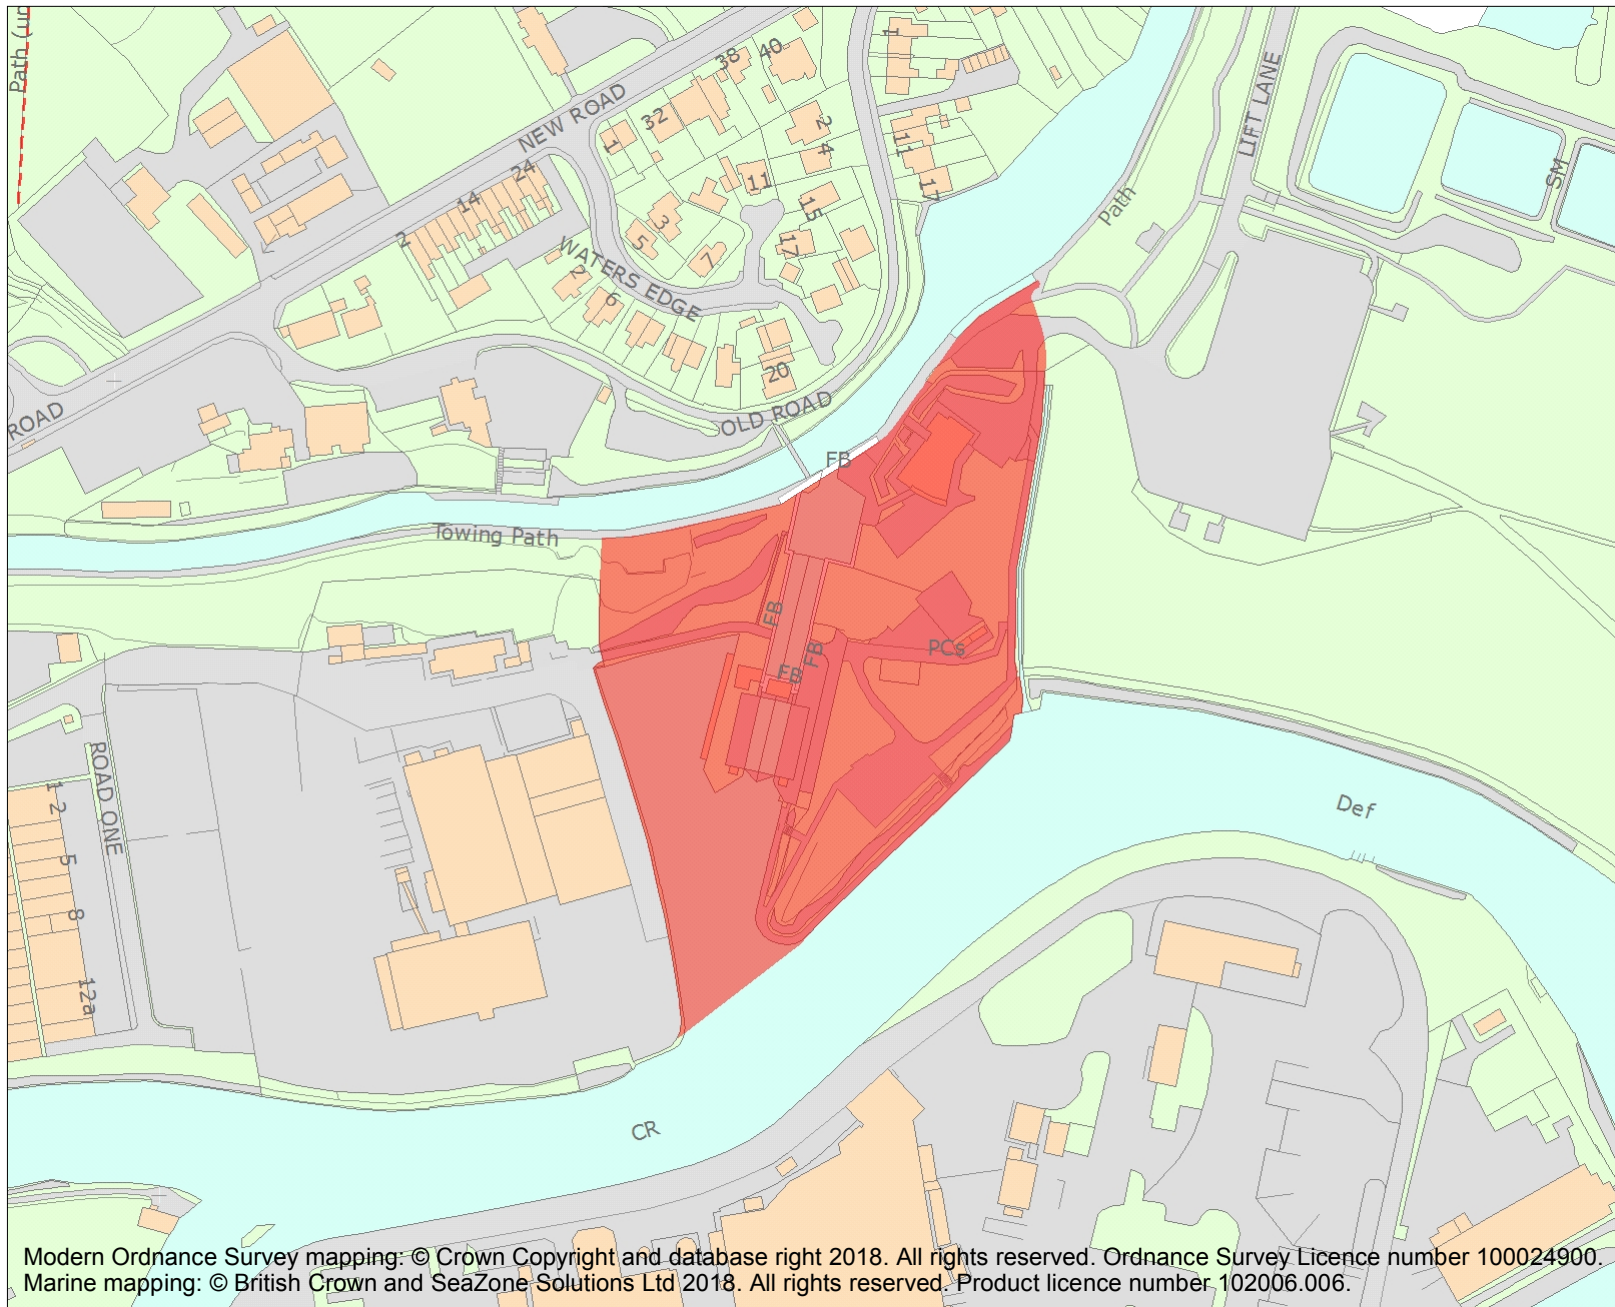 Path (un
1
38
40
NEW ROAD
32
1
2
4
11
LIFT LANE
24
14
2
11
17
SM
3
5
15
Path
17
7
WATERS EDGE
2
6
20
OLD ROAD
ROAD
FB
Towing Path
FB
FB
FB
PCs
ROAD ONE
1
2
5
8
12a
Def
CR
Modern Ordnance Survey mapping: © Crown Copyright and database right 2018. All rights reserved. Ordnance Survey Licence number 100024900.
Marine mapping: © British Crown and SeaZone Solutions Ltd 2018. All rights reserved. Product licence number 102006.006.